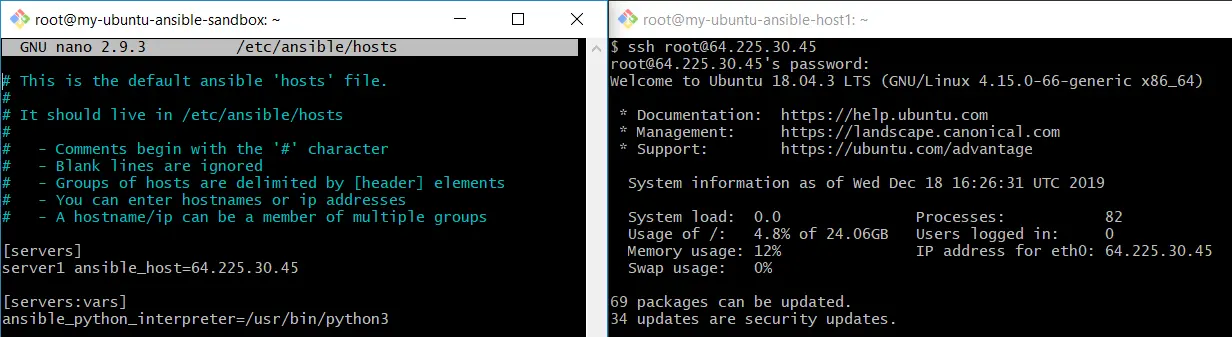 root@my-ubuntu-ansible-sandbox: ~
GNU nano 2.9.3 /etc/ansible/hosts
# This is the default ansible 'hosts' file.
#
# It should live in /etc/ansible/hosts
#
#   - Comments begin with the '#' character
#   - Blank lines are ignored
#   - Groups of hosts are delimited by [header] elements
#   - You can enter hostnames or ip addresses
#   - A hostname/ip can be a member of multiple groups
[servers]
server1 ansible_host=64.225.30.45
[servers:vars]
ansible_python_interpreter=/usr/bin/python3
root@my-ubuntu-ansible-host1: ~
$ ssh root@64.225.30.45
root@64.225.30.45's password:
Welcome to Ubuntu 18.04.3 LTS (GNU/Linux 4.15.0-66-generic x86_64)
* Documentation:  https://help.ubuntu.com
* Management:     https://landscape.canonical.com
* Support:        https://ubuntu.com/advantage
System information as of Wed Dec 18 16:26:31 UTC 2019
System load:  0.0                Processes:           82
Usage of /:   4.8% of 24.06GB   Users logged in:     0
Memory usage: 12%                IP address for eth0: 64.225.30.45
Swap usage:   0%
69 packages can be updated.
34 updates are security updates.